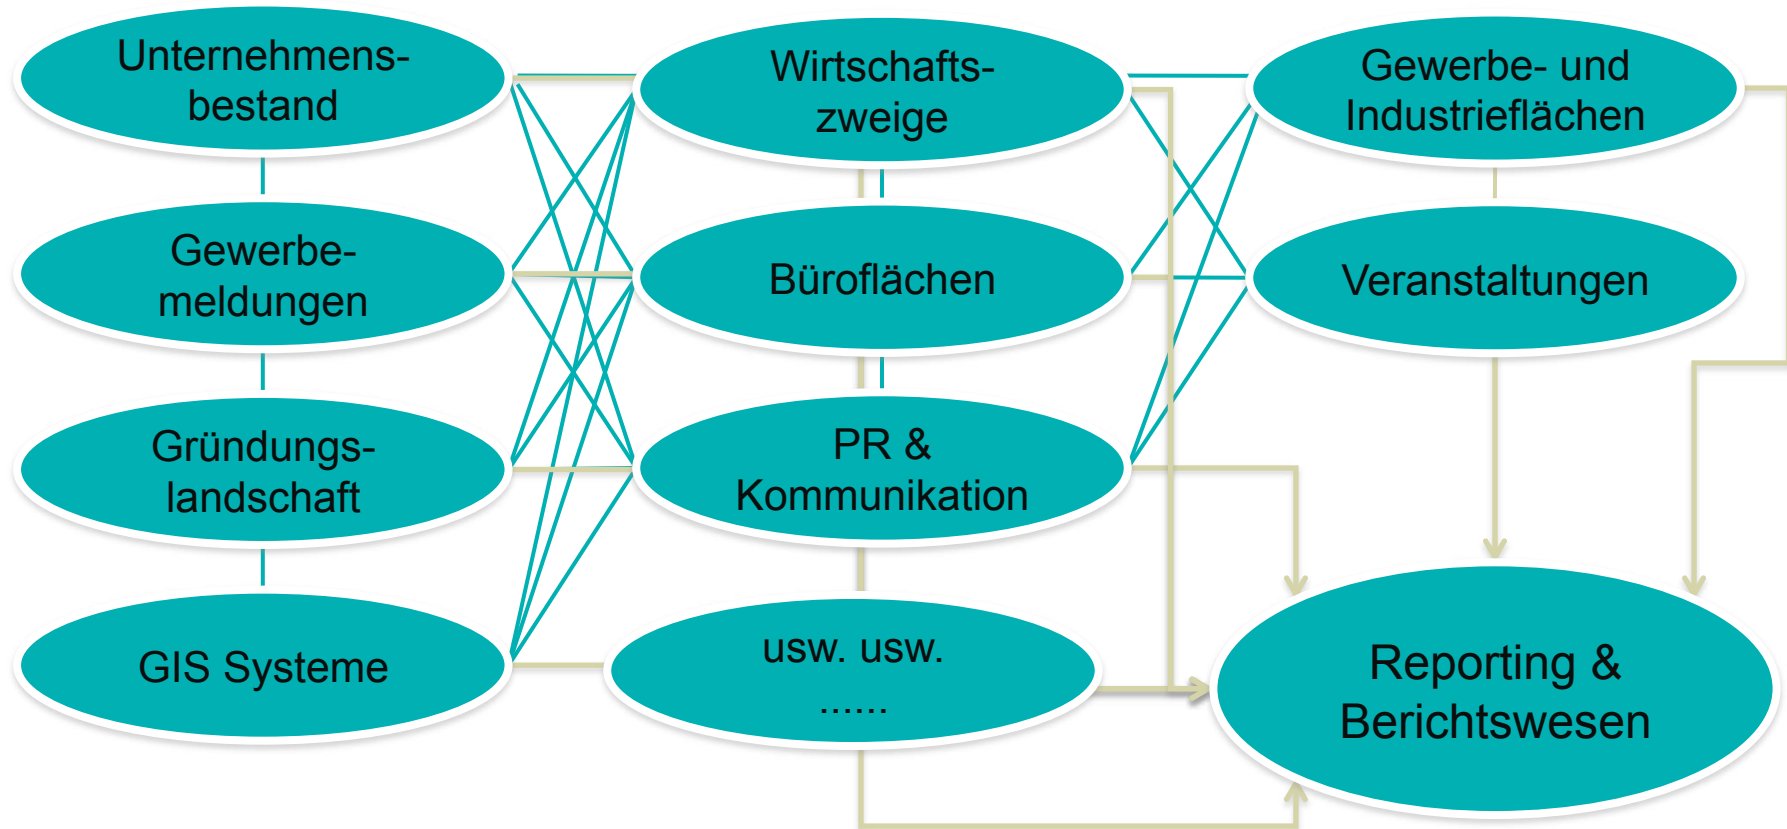 Unternehmens-
bestand
Gewerbe-
meldungen
Gründungs-
landschaft
GIS Systeme
Wirtschafts-
zweige
Büroflächen
PR &
Kommunikation
usw. usw.
......
Gewerbe- und
Industrieflächen
Veranstaltungen
Reporting &
Berichtswesen